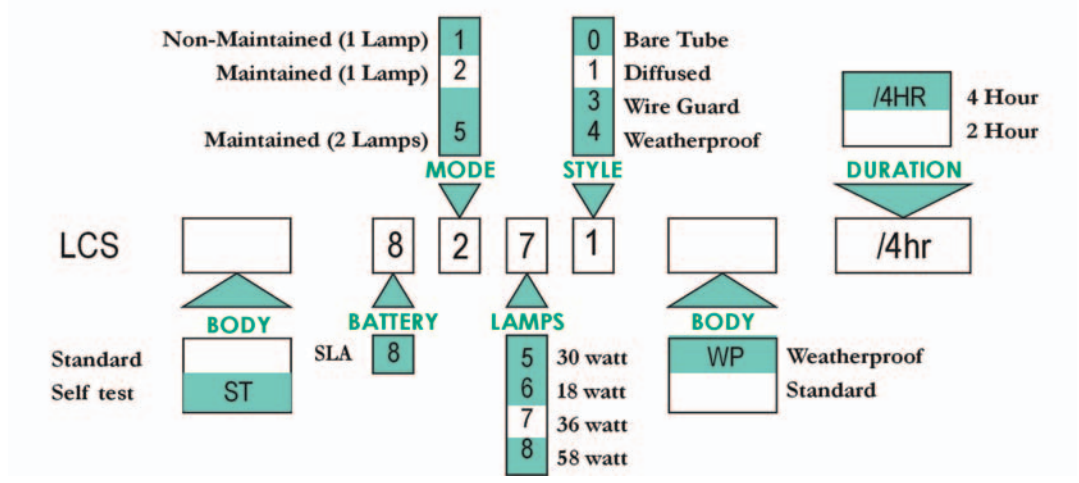 Non-Maintained (1 Lamp) 1
Maintained (1 Lamp) 2
Maintained (2 Lamps) 5
MODE
0 Bare Tube
1 Diffused
3 Wire Guard
4 Weatherproof
STYLE
/4HR 4 Hour
2 Hour
DURATION
LCS 8 2 7 1 /4hr
BODY
Standard
Self test ST
BATTERY
SLA 8
LAMPS
5 30 watt
6 18 watt
7 36 watt
8 58 watt
BODY
WP Weatherproof
Standard